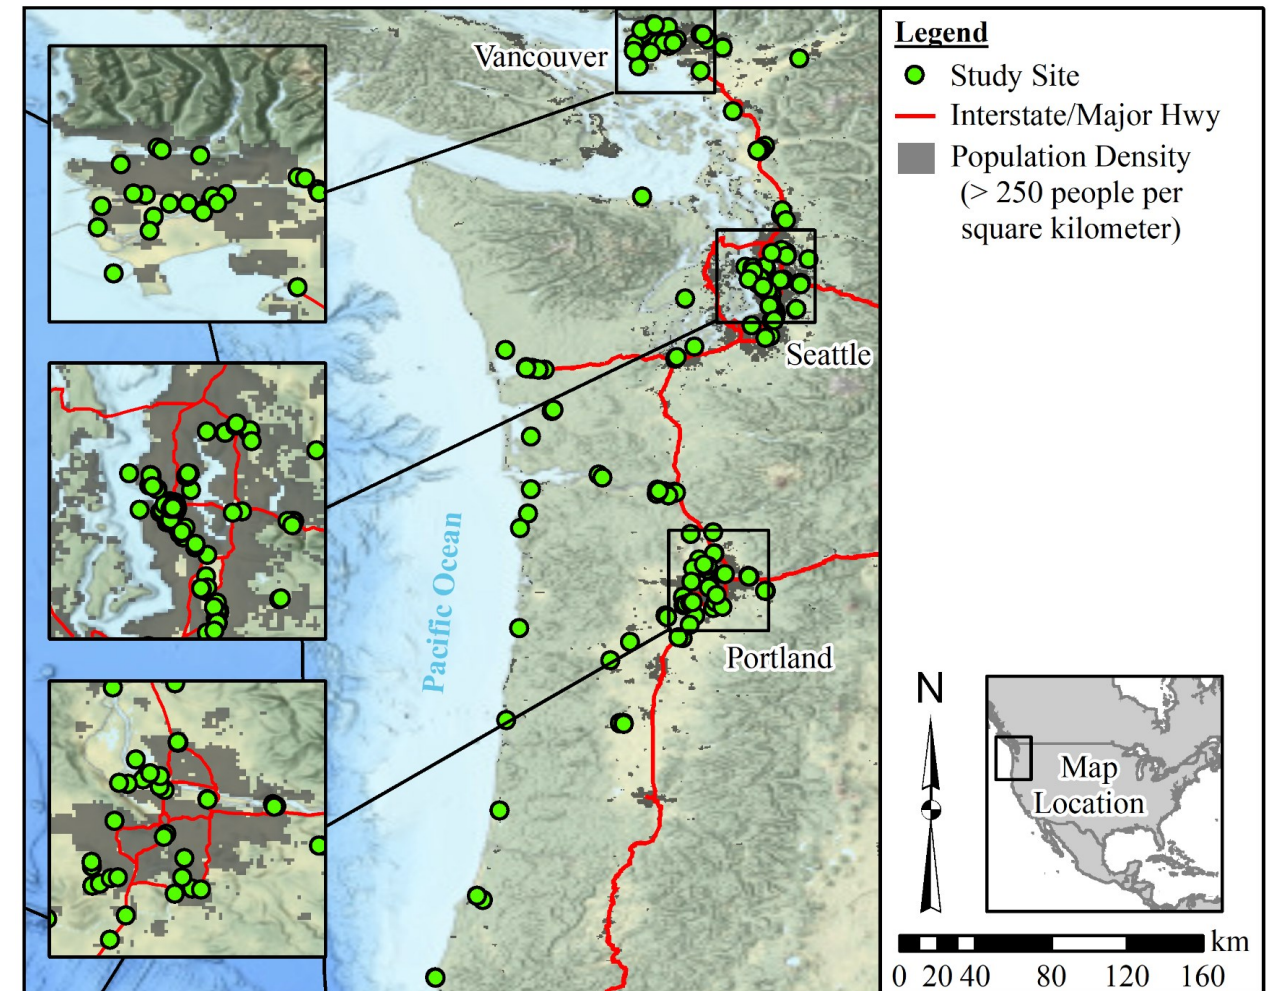 Vancouver
Seattle
Portland
Pacific Ocean
Legend
Study Site
Interstate/Major Hwy
Population Density
(> 250 people per
square kilometer)
N
Map
Location
km
0 20 40 80 120 160